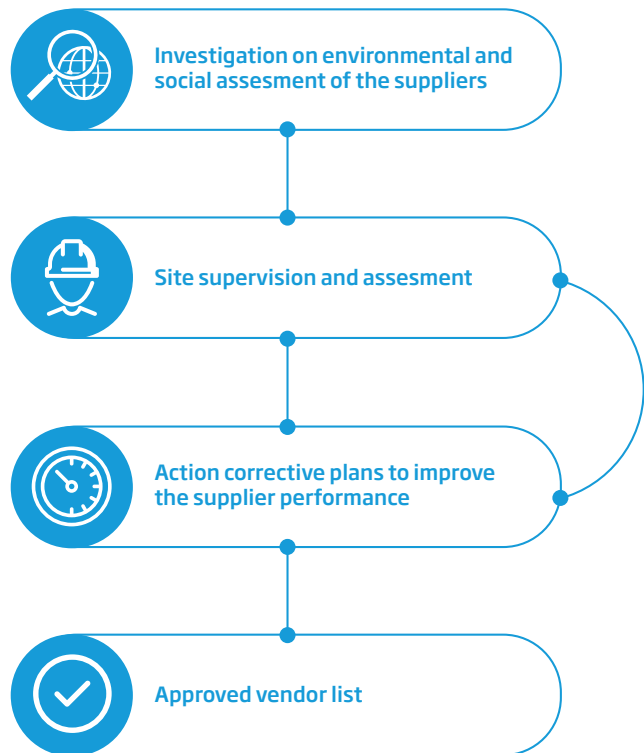 Investigation on environmental and
social assesment of the suppliers
Site supervision and assesment
Action corrective plans to improve
the supplier performance
Approved vendor list